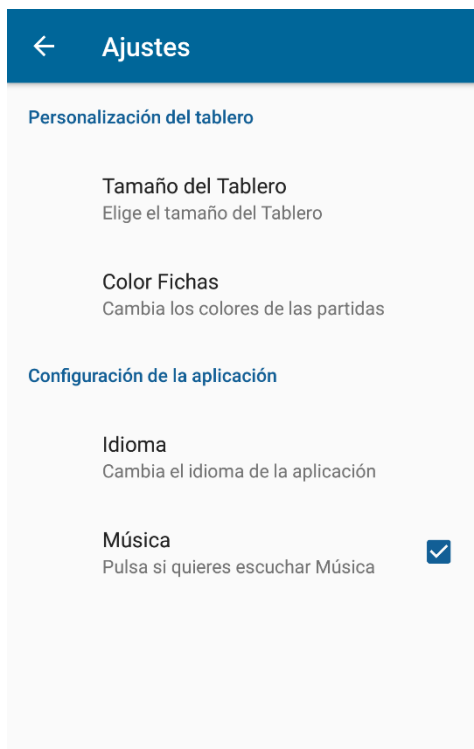 Ajustes
Personalización del tablero
Tamaño del Tablero
Elige el tamaño del Tablero
Color Fichas
Cambia los colores de las partidas
Configuración de la aplicación
Idioma
Cambia el idioma de la aplicación
Música
Pulsa si quieres escuchar Música